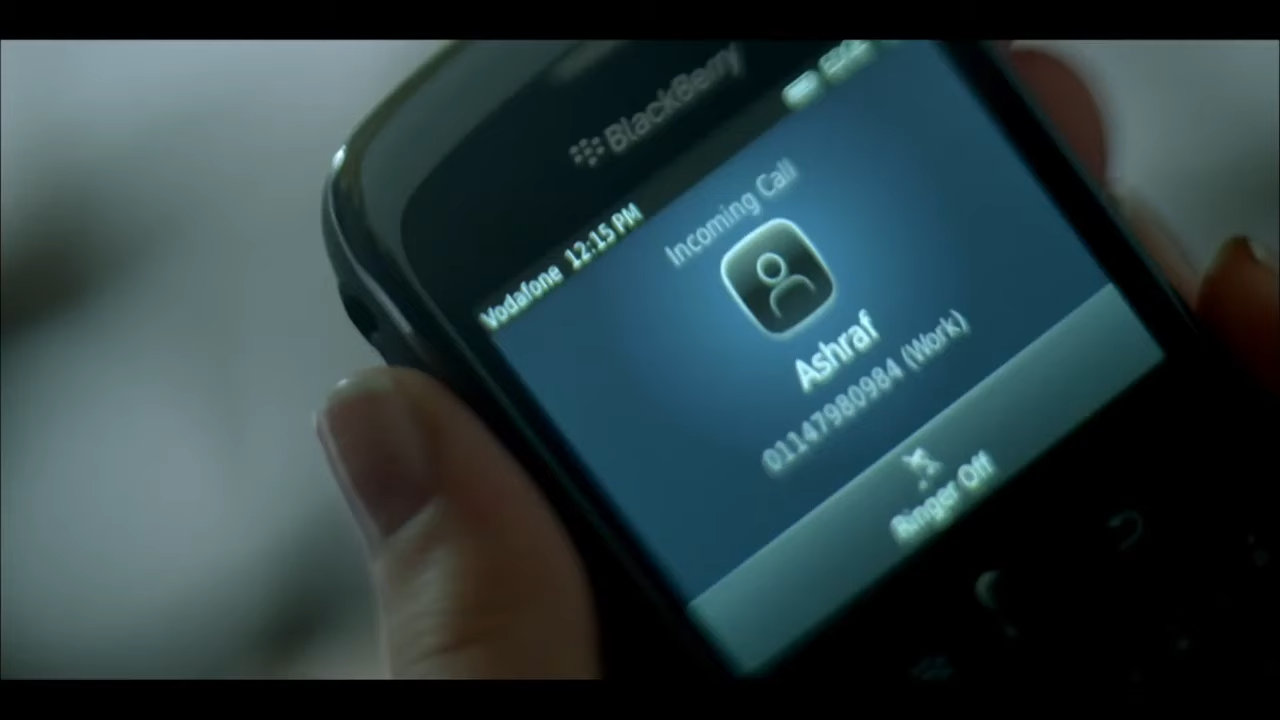 BlackBerry
Vodafone 12:15 PM
Incoming Call
Ashraf
01147980984 (Work)
Ringer Off